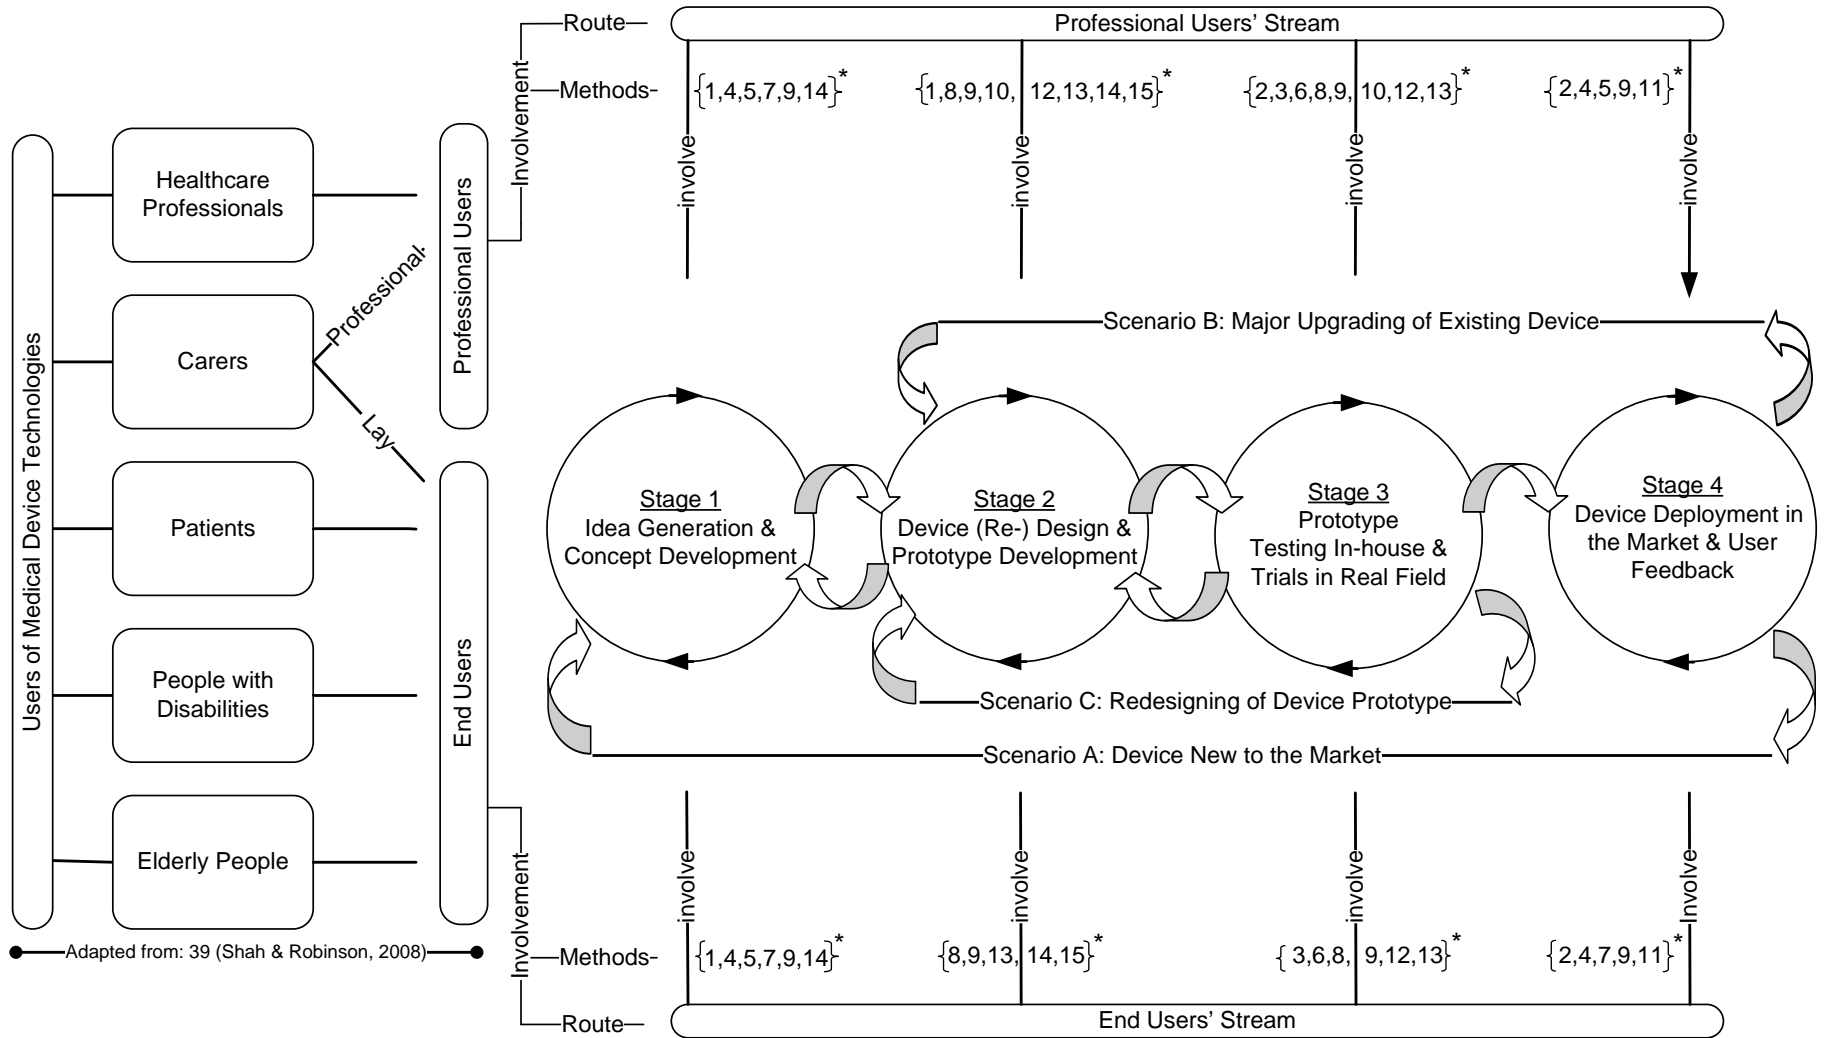 Route
Professional Users' Stream
Involvement
Methods
{1,4,5,7,9,14}*
{1,8,9,10, 12,13,14,15}*
{2,3,6,8,9, 10,12,13}*
{2,4,5,9,11}*
involve
involve
involve
involve
Users of Medical Device Technologies
Healthcare
Professionals
Carers
Patients
People with
Disabilities
Elderly People
Professional
Lay
Professional Users
End Users
Adapted from: 39 (Shah & Robinson, 2008)
Scenario B: Major Upgrading of Existing Device
Stage 1
Idea Generation &
Concept Development
Stage 2
Device (Re-) Design &
Prototype Development
Stage 3
Prototype
Testing In-house &
Trials in Real Field
Stage 4
Device Deployment in
the Market & User
Feedback
Scenario C: Redesigning of Device Prototype
Scenario A: Device New to the Market
involve
involve
involve
Involve
Involvement
Methods
{1,4,5,7,9,14}*
{8,9,13, 14,15}*
{ 3,6,8, 9,12,13}*
{2,4,7,9,11}*
Route
End Users' Stream